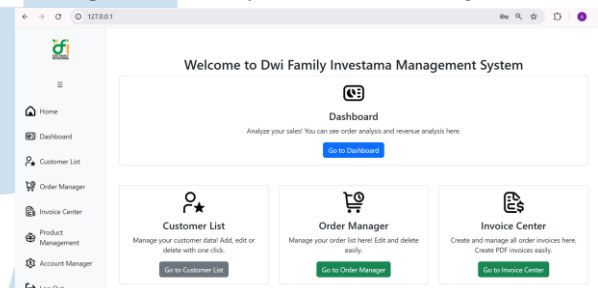 127.0.0.1
Welcome to Dwi Family Investama Management System
Home
Dashboard
Customer List
Order Manager
Invoice Center
Product
Management
Account Manager
Log Out
Dashboard
Analyze your sales! You can see order analysis and revenue analysis here.
Go to Dashboard
Customer List
Manage your customer data! Add, edit or
delete with one click.
Go to Customer List
Order Manager
Manage your order list here! Edit and delete
easily.
Go to Order Manager
Invoice Center
Create and manage all order invoices here.
Create PDF invoices easily.
Go to Invoice Center